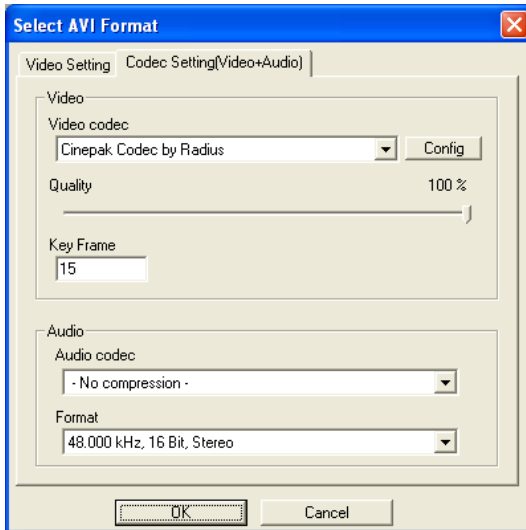 Select AVI Format
Video Setting
Codec Setting(Video+Audio)
Video
Video codec
Cinepak Codec by Radius
Config
Quality
100 %
Key Frame
15
Audio
Audio codec
- No compression -
Format
48.000 kHz, 16 Bit, Stereo
OK
Cancel